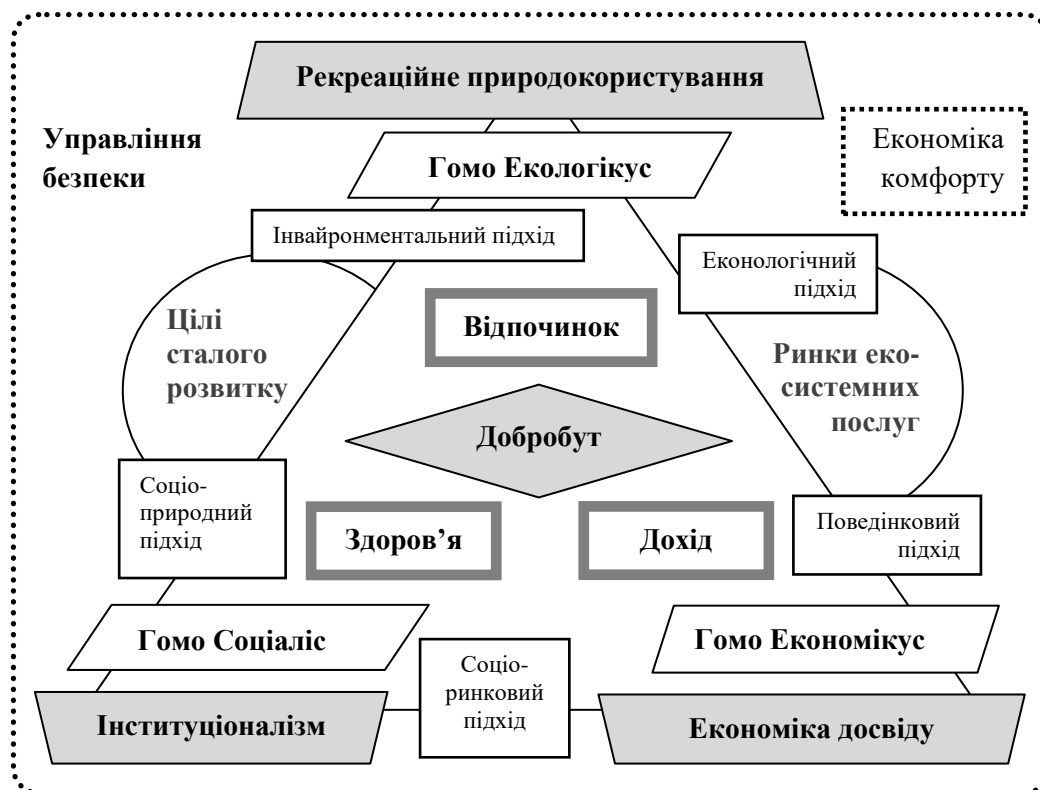 Рекреаційне природокористування
Управління
безпеки
Економіка
комфорту
Гомо Екологікус
Інвайронментальний підхід
Еконологічний
підхід
Цілі
сталого
розвитку
Відпочинок
Ринки еко-
системних
послуг
Добробут
Соціо-
природний
підхід
Здоров’я
Дохід
Поведінковий
підхід
Гомо Соціаліс
Соціо-
ринковий
підхід
Гомо Економікус
Інституціоналізм
Економіка досвіду